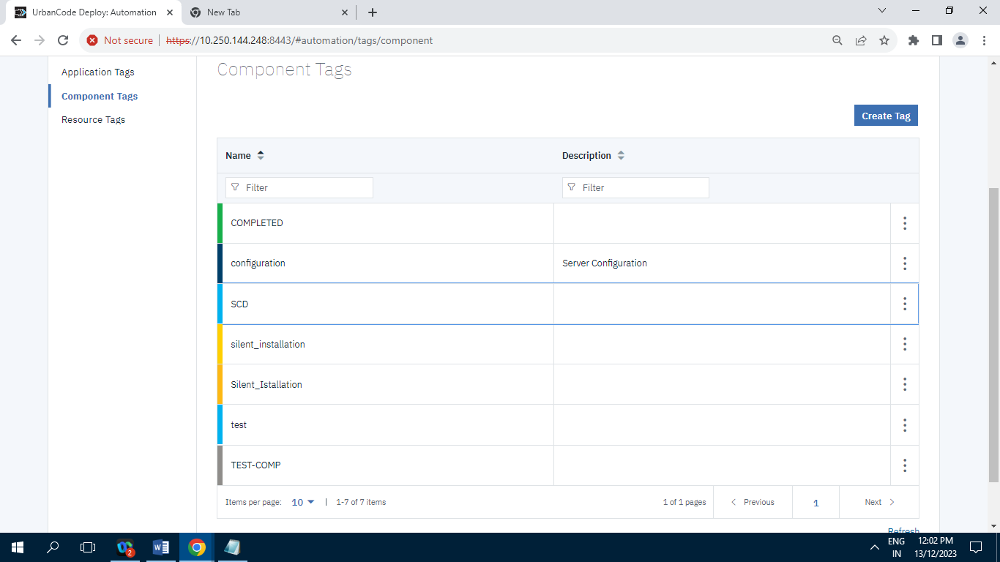 UrbanCode Deploy: Automation
New Tab
Not secure https://10.250.144.248:8443/#automation/tags/component
Application Tags
Component Tags
Resource Tags
Component Tags
Create Tag
Name Description
Filter Filter
COMPLETED
configuration Server Configuration
SCD
silent_installation
Silent_Istallation
test
TEST-COMP
Items per page: 10 | 1-7 of 7 items 1 of 1 pages Previous 1 Next
Refresh
2
ENG
IN
12:02 PM
13/12/2023